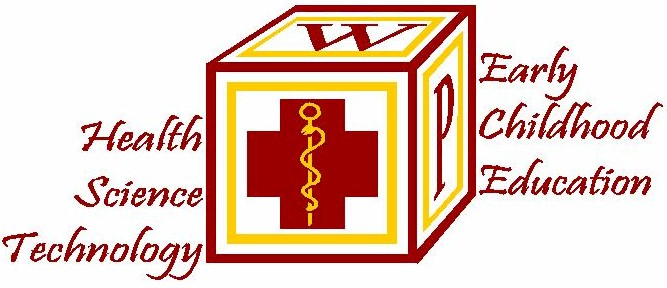 W
P
Health
Science
Technology
Early
Childhood
Education